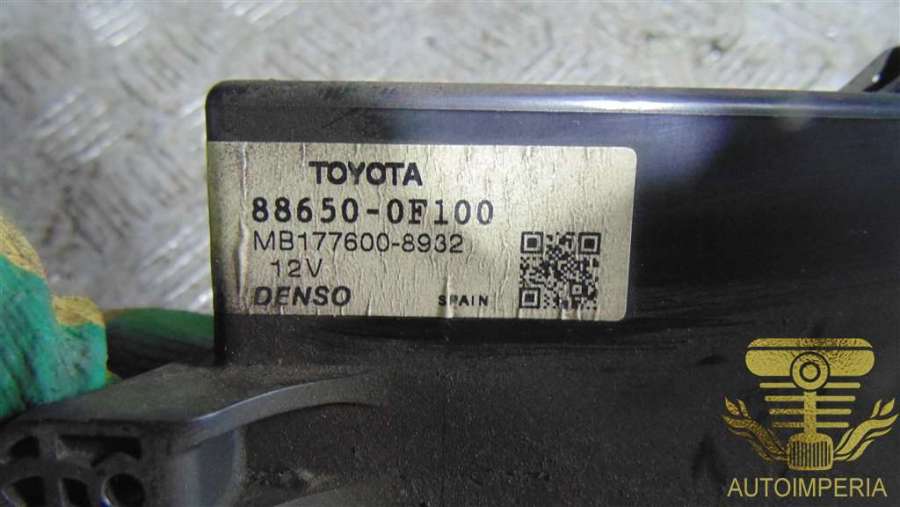 TOYOTA
88650-0F100
MB177600-8932
12V
DENSO SPAIN
AUTOIMPERIA